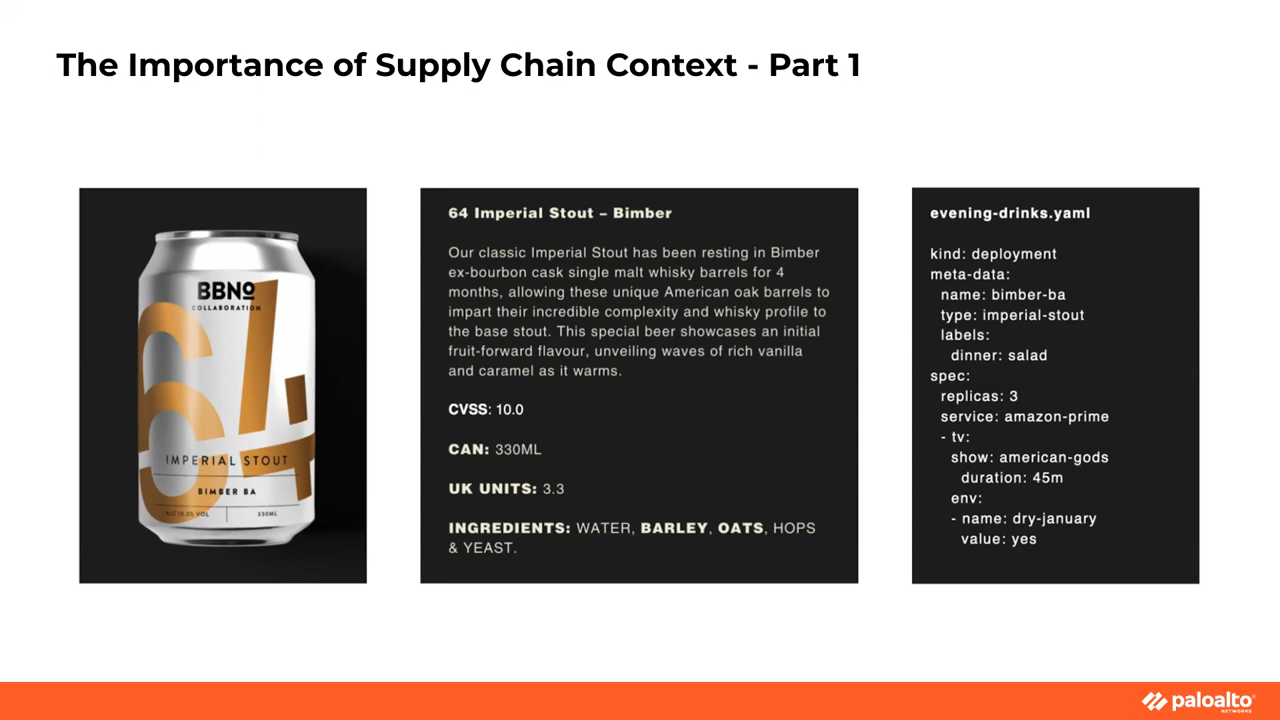 The Importance of Supply Chain Context - Part 1
BBNo
COLLABORATION
64
IMPERIAL STOUT
BIMBER BA
330ML
64 Imperial Stout – Bimber
Our classic Imperial Stout has been resting in Bimber
ex-bourbon cask single malt whisky barrels for 4
months, allowing these unique American oak barrels to
impart their incredible complexity and whisky profile to
the base stout. This special beer showcases an initial
fruit-forward flavour, unveiling waves of rich vanilla
and caramel as it warms.
CVSS: 10.0
CAN: 330ML
UK UNITS: 3.3
INGREDIENTS: WATER, BARLEY, OATS, HOPS
& YEAST.
evening-drinks.yaml
kind: deployment
meta-data:
name: bimber-ba
type: imperial-stout
labels:
dinner: salad
spec:
replicas: 3
service: amazon-prime
- tv:
show: american-gods
duration: 45m
env:
- name: dry-january
value: yes
paloalto
NETWORKS